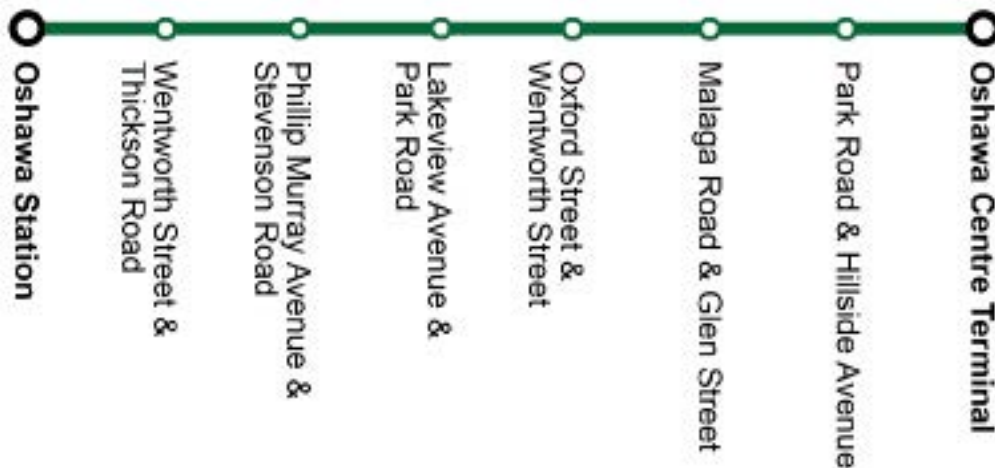 Oshawa Station
Wentworth Street &
Thickson Road
Phillip Murray Avenue &
Stevenson Road
Lakeview Avenue &
Park Road
Oxford Street &
Wentworth Street
Malaga Road & Glen Street
Park Road & Hillside Avenue
Oshawa Centre Terminal